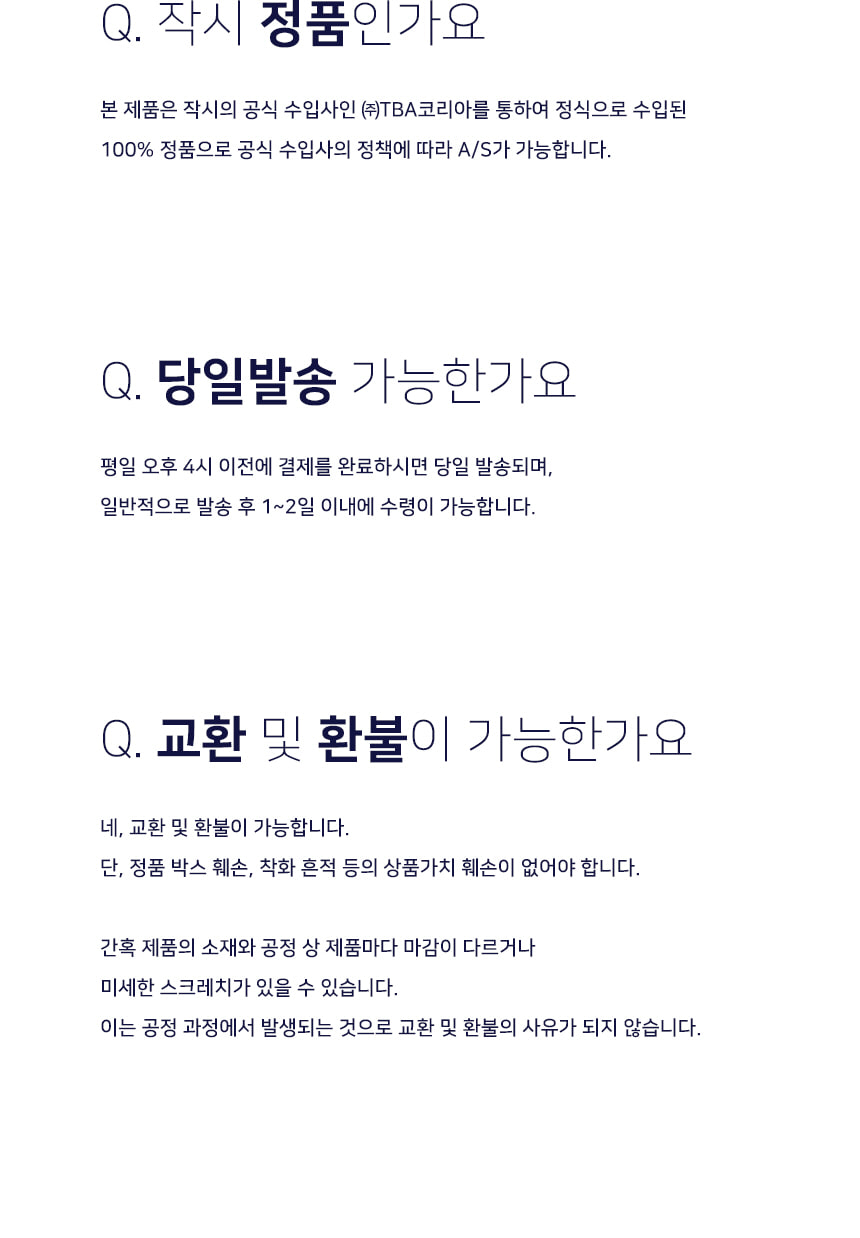 Q. 작시 정품인가요
본 제품은 작시의 공식 수입사인 ㈜TBA코리아를 통하여 정식으로 수입된
100% 정품으로 공식 수입사의 정책에 따라 A/S가 가능합니다.
Q. 당일발송 가능한가요
평일 오후 4시 이전에 결제를 완료하시면 당일 발송되며,
일반적으로 발송 후 1~2일 이내에 수령이 가능합니다.
Q. 교환 및 환불이 가능한가요
네, 교환 및 환불이 가능합니다.
단, 정품 박스 훼손, 착화 흔적 등의 상품가치 훼손이 없어야 합니다.
간혹 제품의 소재와 공정 상 제품마다 마감이 다르거나
미세한 스크레치가 있을 수 있습니다.
이는 공정 과정에서 발생되는 것으로 교환 및 환불의 사유가 되지 않습니다.